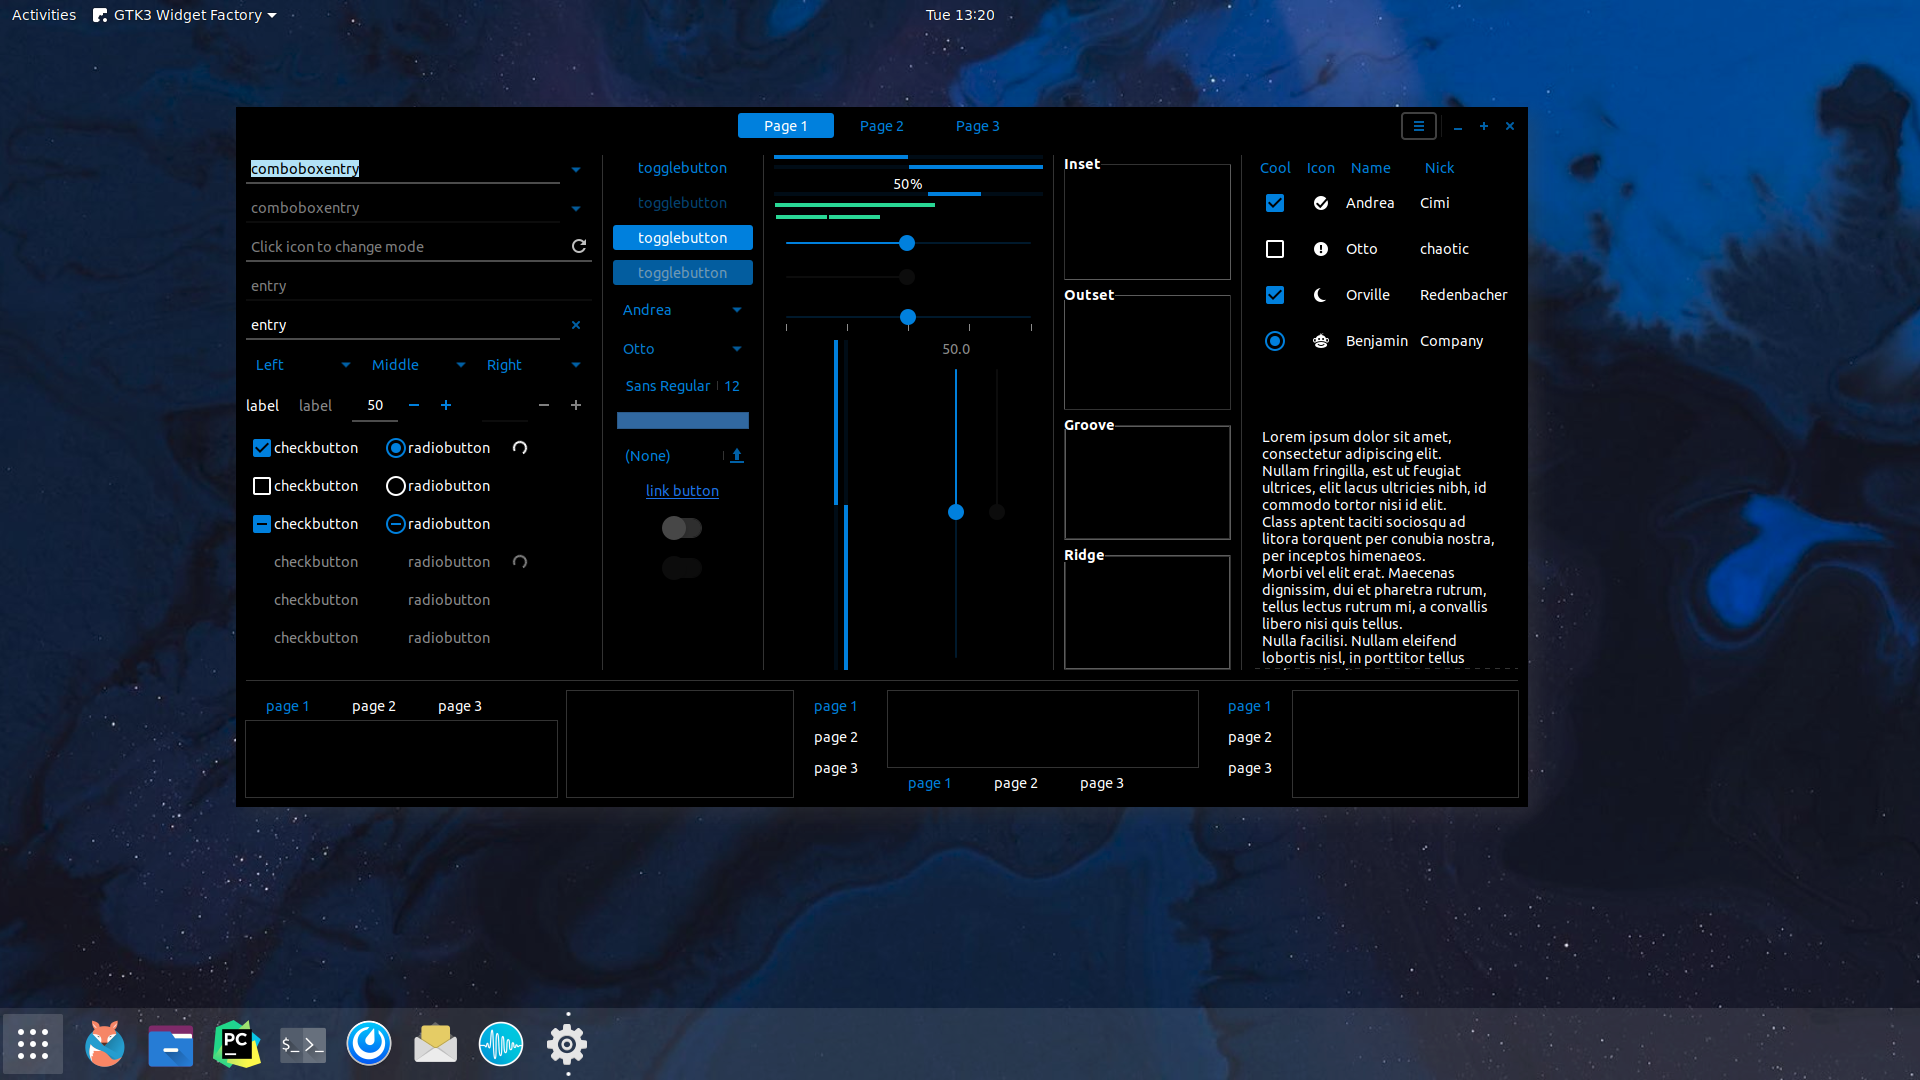 Activities GTK3 Widget Factory Tue 13:20
Page 1 Page 2 Page 3
comboboxentry
comboboxentry
Click icon to change mode
entry
entry
Left Middle Right
label label 50
checkbutton radiobutton
checkbutton radiobutton
checkbutton radiobutton
checkbutton radiobutton
checkbutton radiobutton
checkbutton radiobutton
togglebutton
togglebutton
togglebutton
togglebutton
Andrea
Otto
Sans Regular 12
(None)
link button
50%
50.0
Inset
Outset
Groove
Ridge
Cool Icon Name Nick
Andrea Cimi
Otto chaotic
Orville Redenbacher
Benjamin Company
Lorem ipsum dolor sit amet,
consectetur adipiscing elit.
Nullam fringilla, est ut feugiat
ultrices, elit lacus ultricies nibh, id
commodo tortor nisi id elit.
Class aptent taciti sociosqu ad
litora torquent per conubia nostra,
per inceptos himenaeos.
Morbi vel elit erat. Maecenas
dignissim, dui et pharetra rutrum,
tellus lectus rutrum mi, a convallis
libero nisi quis tellus.
Nulla facilisi. Nullam eleifend
lobortis nisl, in porttitor tellus
page 1 page 2 page 3
page 1
page 2
page 3
page 1 page 2 page 3
page 1
page 2
page 3
PC
$_ >_